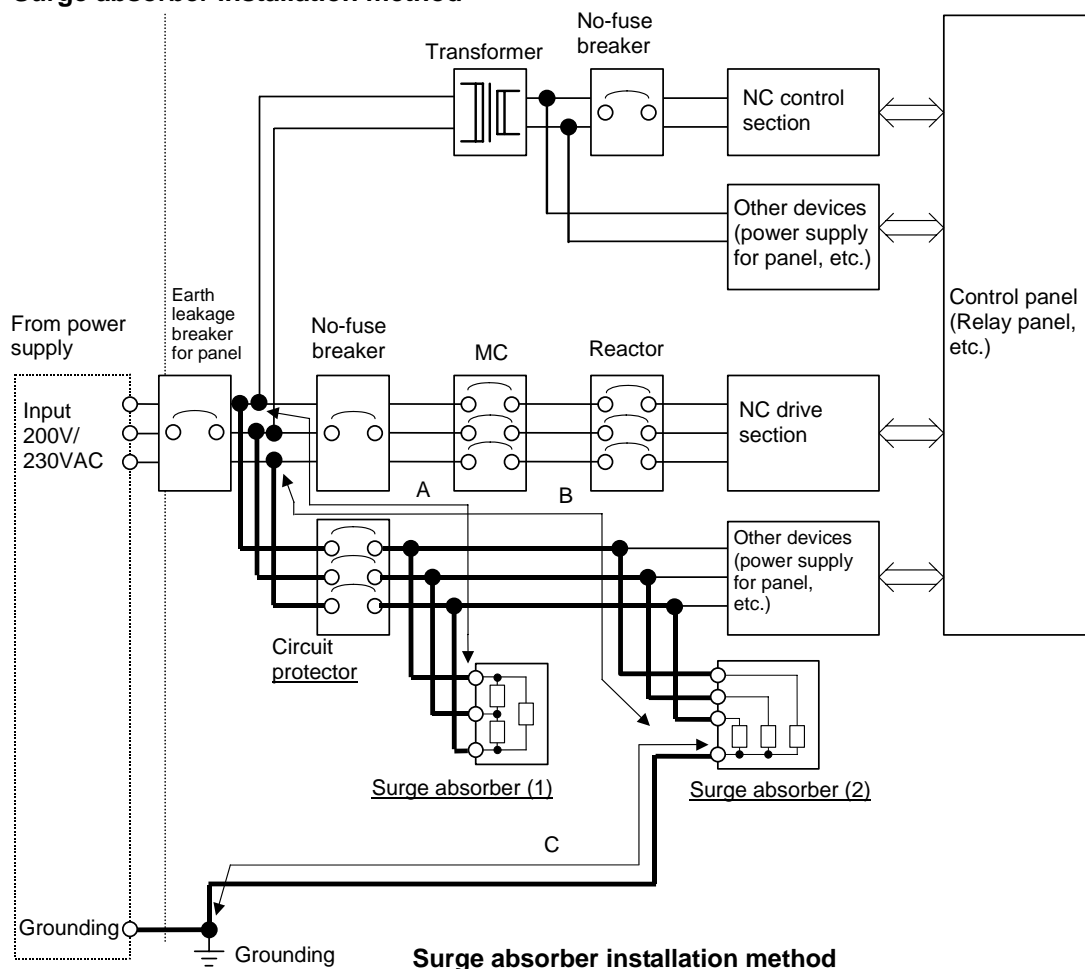 Surge absorber installation method
No-fuse
breaker
Transformer
NC control
section
Other devices
(power supply
for panel, etc.)
Control panel
(Relay panel,
etc.)
Earth
leakage
breaker
for panel
From power
supply
No-fuse
breaker
MC
Reactor
Input
200V/
230VAC
NC drive
section
A
B
Other devices
(power supply
for panel,
etc.)
Circuit
protector
Surge absorber (1)
Surge absorber (2)
C
Grounding
Grounding
Surge absorber installation method